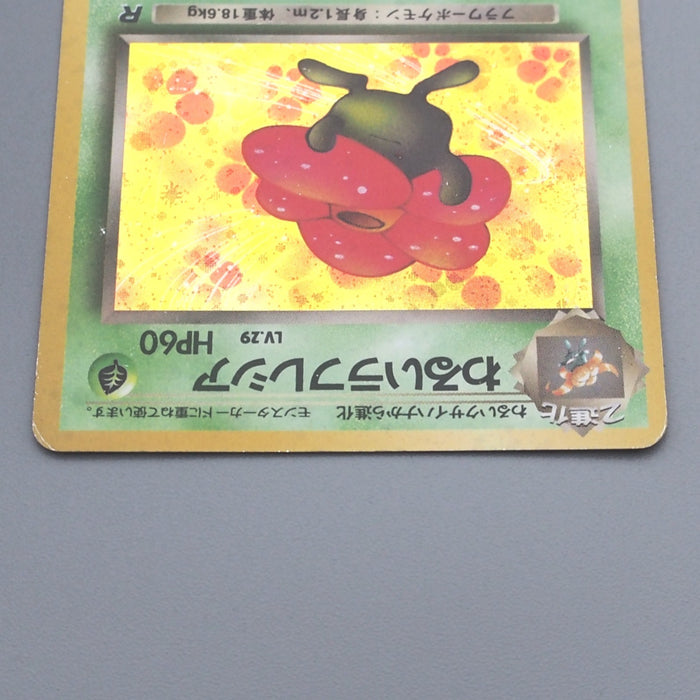 2進化
わるいクサイハナから進化 モンスターカードに重ねて使います。
わるいラフレシア LV.29 HP60
フラワーポケモン：身長1.2m、体重18.6kg
R